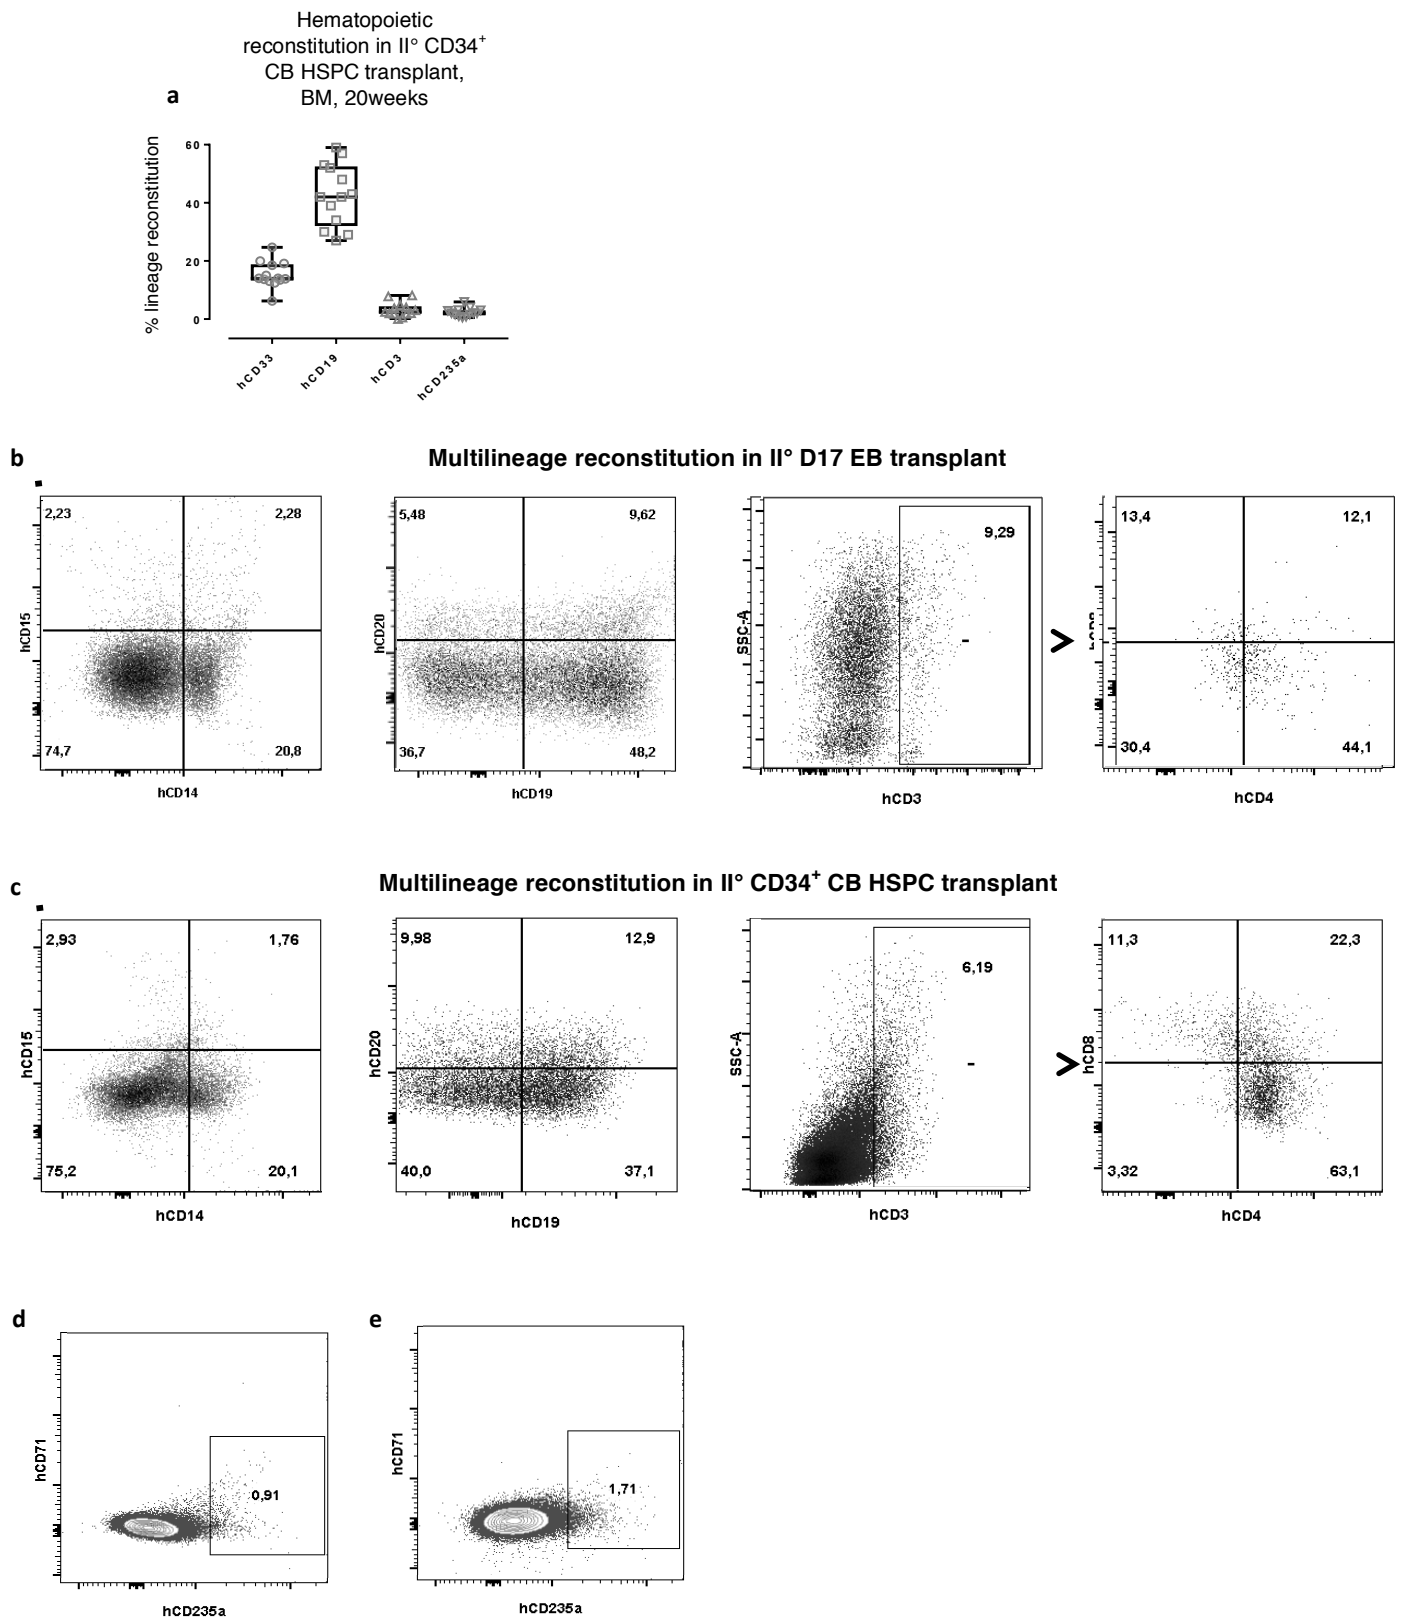 Hematopoietic
reconstitution in II° CD34+
CB HSPC transplant,
BM, 20weeks
a
% lineage reconstitution
60
40
20
0
hCD33
hCD19
hCD3
hCD235a
b
Multilineage reconstitution in II° D17 EB transplant
2,23
2,28
74,7
20,8
hCD15
hCD14
5,48
9,62
36,7
48,2
hCD20
hCD19
9,29
SSC-A
hCD3
>
13,4
12,1
30,4
44,1
hCD4
c
Multilineage reconstitution in II° CD34+ CB HSPC transplant
2,93
1,76
75,2
20,1
hCD15
hCD14
9,98
12,9
40,0
37,1
hCD20
hCD19
6,19
SSC-A
hCD3
>
11,3
22,3
3,32
63,1
hCD8
hCD4
d
0,91
hCD71
hCD235a
e
1,71
hCD71
hCD235a